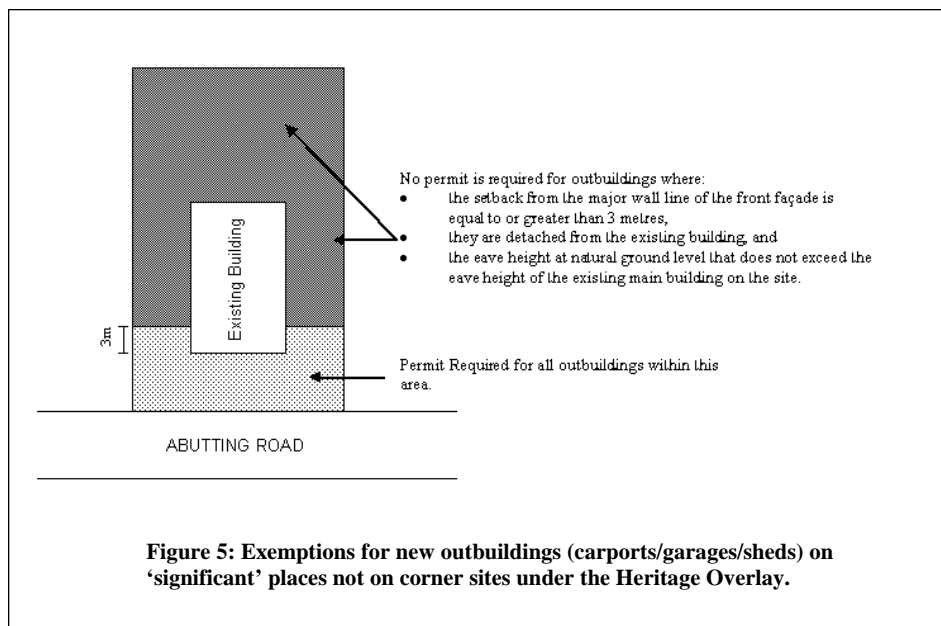 No permit is required for outbuildings where:
• the setback from the major wall line of the front façade is
equal to or greater than 3 metres,
• they are detached from the existing building, and
• the eave height at natural ground level that does not exceed the
eave height of the existing main building on the site.
Existing Building
3m
Permit Required for all outbuildings within this
area.
ABUTTING ROAD
Figure 5: Exemptions for new outbuildings (carports/garages/sheds) on
‘significant’ places not on corner sites under the Heritage Overlay.